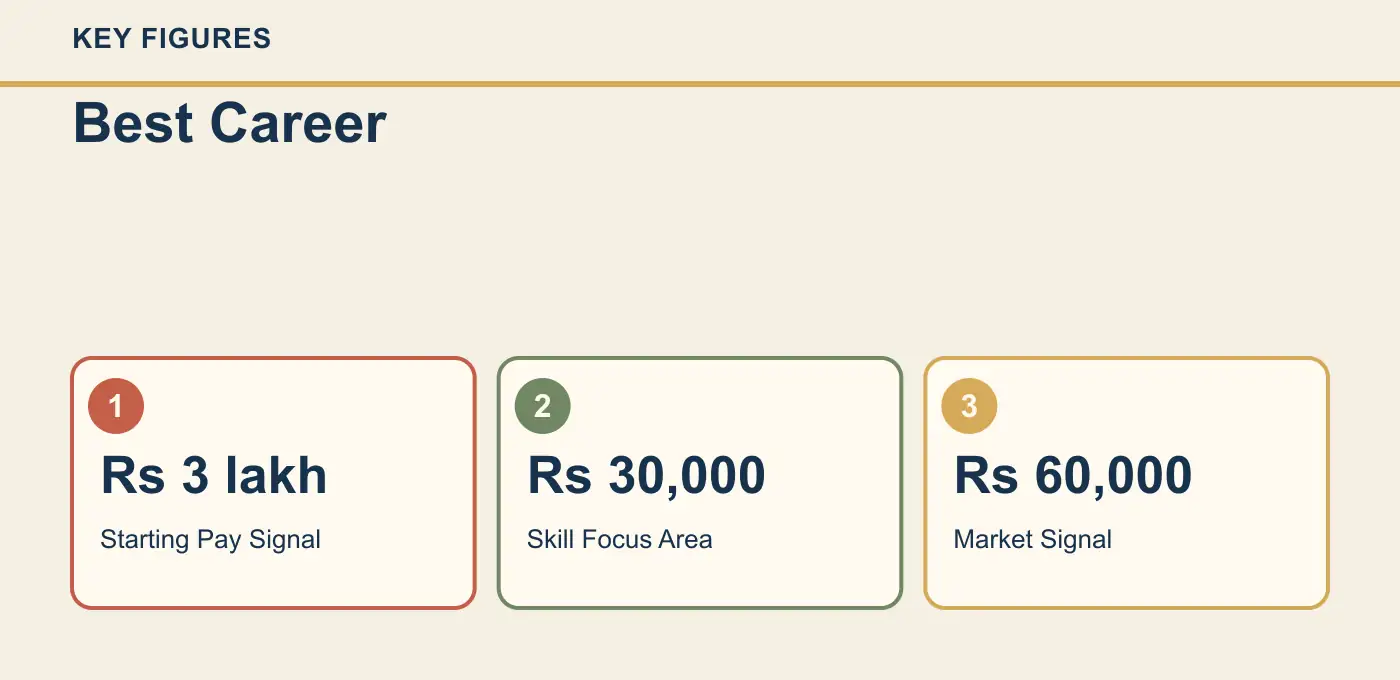 KEY FIGURES
Best Career
1
Rs 3 lakh
Starting Pay Signal
2
Rs 30,000
Skill Focus Area
3
Rs 60,000
Market Signal